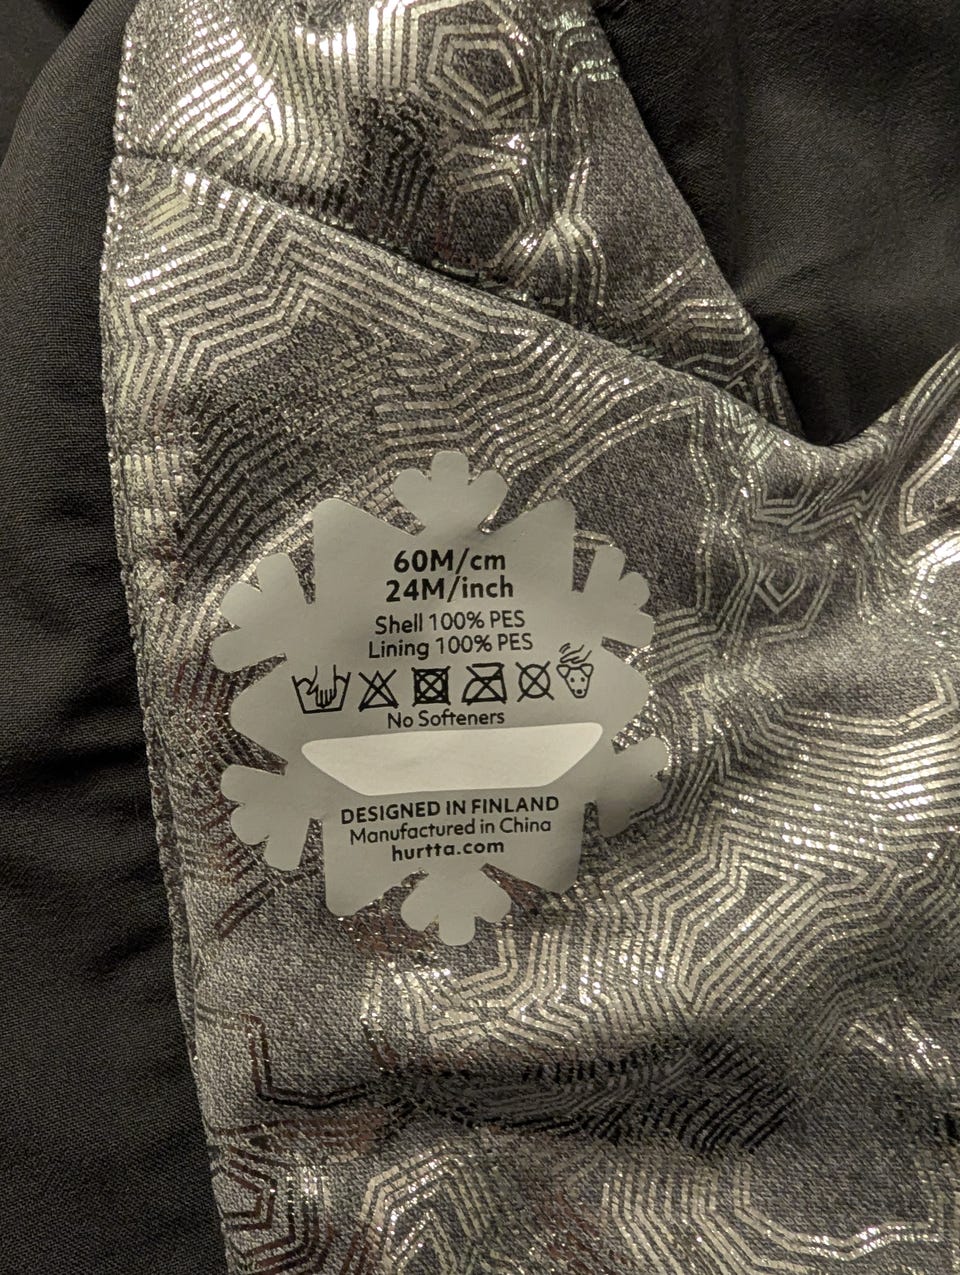 60M/cm
24M/inch
Shell 100% PES
Lining 100% PES
No Softeners
DESIGNED IN FINLAND
Manufactured in China
hurtta.com